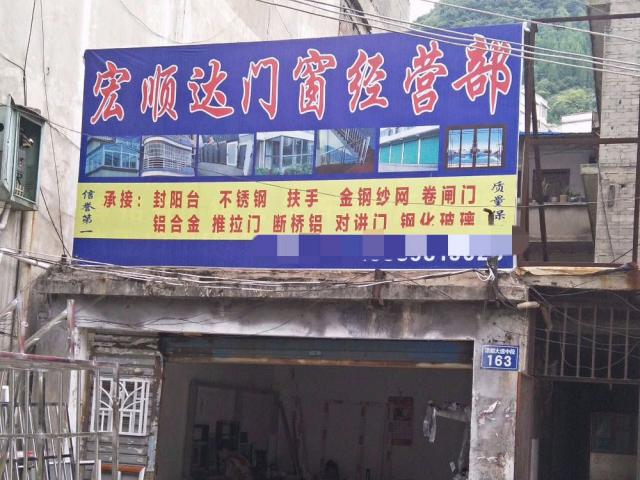 宏顺达门窗经营部
信誉第一
承接：封阳台 不锈钢 扶手 金钢纱网 卷闸门
铝合金 推拉门 断桥铝 对讲门 钢化玻璃
质量保
163